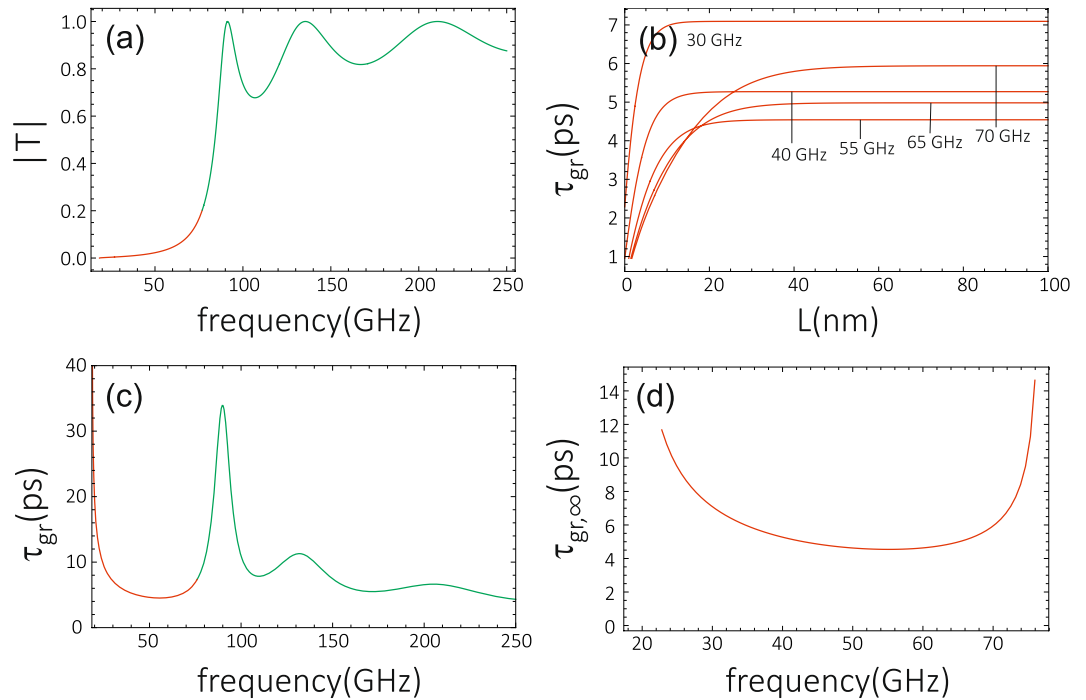 (a)
|T|
1.0
0.8
0.6
0.4
0.2
0.0
50
100
150
200
250
frequency(GHz)
(b)
τgr(ps)
7
6
5
4
3
2
1
30 GHz
40 GHz
55 GHz
65 GHz
70 GHz
0
20
40
60
80
100
L(nm)
(c)
τgr(ps)
40
30
20
10
0
50
100
150
200
250
frequency(GHz)
(d)
τgr,∞(ps)
14
12
10
8
6
4
2
0
20
30
40
50
60
70
frequency(GHz)